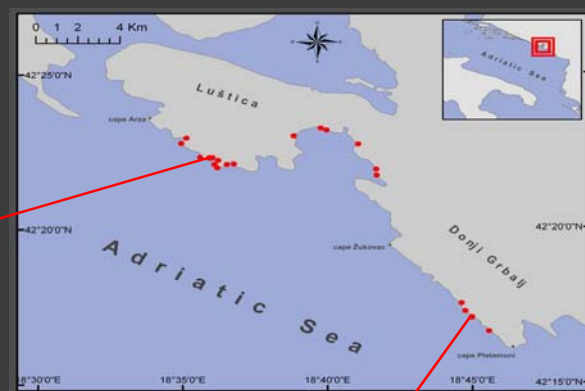 0 1 2 4 Km
Adriatic Sea
42°25'0"N
Luštica
cape Arza
42°20'0"N
42°20'0"N
Donji Grbalj
cape Žukovac
Adriatic Sea
cape Platamuni
18°30'0"E 18°35'0"E 18°40'0"E 18°45'0"E 42°15'0"N